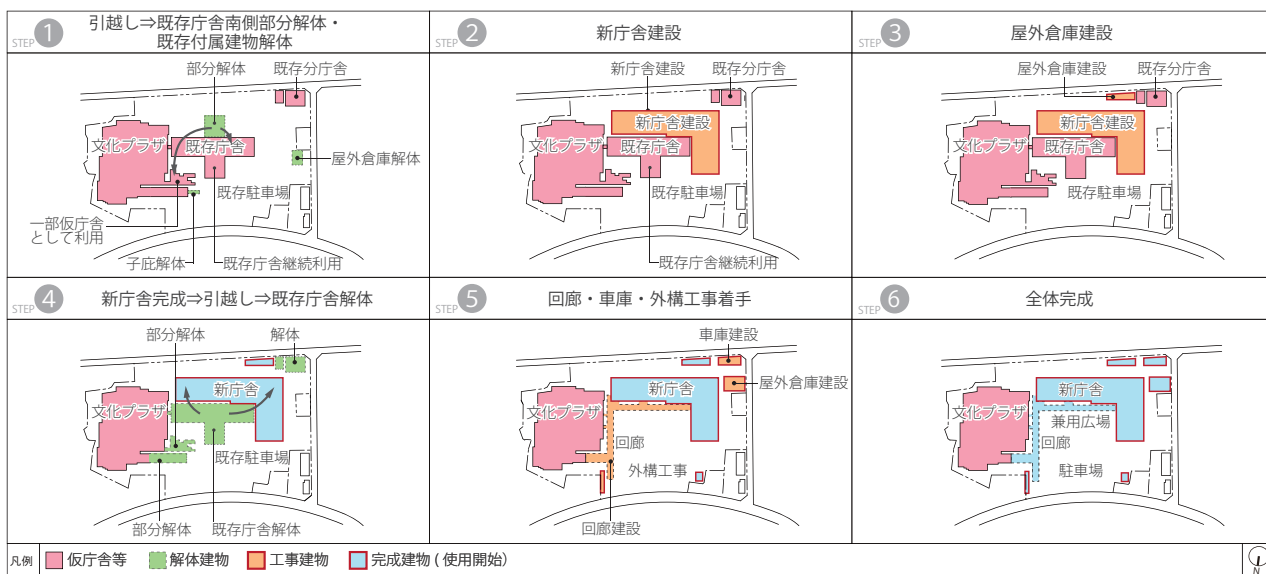 STEP 1 引越し⇒既存庁舎南側部分解体・
既存付属建物解体
部分解体
既存分庁舎
文化プラザ
既存庁舎
屋外倉庫解体
既存駐車場
一部仮庁舎
として利用
子庇解体
既存庁舎継続利用
STEP 2 新庁舎建設
新庁舎建設
既存分庁舎
新庁舎建設
文化プラザ
既存庁舎
既存駐車場
既存庁舎継続利用
STEP 3 屋外倉庫建設
屋外倉庫建設
既存分庁舎
新庁舎建設
文化プラザ
既存庁舎
既存駐車場
STEP 4 新庁舎完成⇒引越し⇒既存庁舎解体
部分解体
解体
新庁舎
文化プラザ
既存駐車場
部分解体
既存庁舎解体
STEP 5 回廊・車庫・外構工事着手
車庫建設
新庁舎
屋外倉庫建設
文化プラザ
回廊
外構工事
回廊建設
STEP 6 全体完成
新庁舎
文化プラザ
兼用広場
回廊
駐車場
凡例 仮庁舎等 解体建物 工事建物 完成建物 ( 使用開始)
N